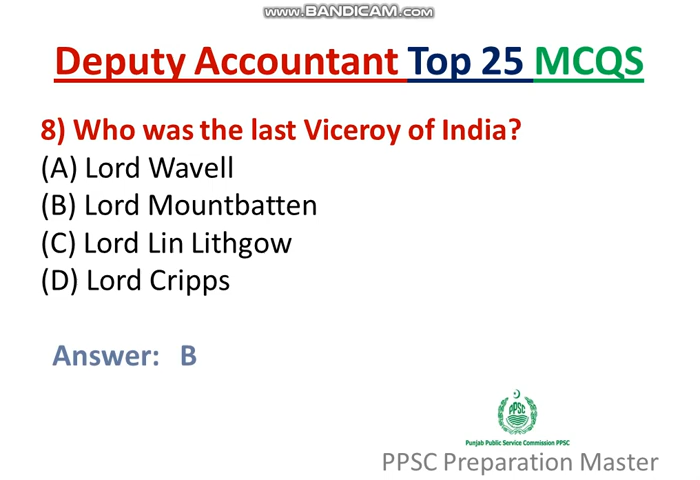 www.BANDICAM.com
Deputy Accountant Top 25 MCQS
8) Who was the last Viceroy of India?
(A) Lord Wavell
(B) Lord Mountbatten
(C) Lord Lin Lithgow
(D) Lord Cripps
Answer: B
PPSC
Punjab Public Service Commission PPSC
PPSC Preparation Master